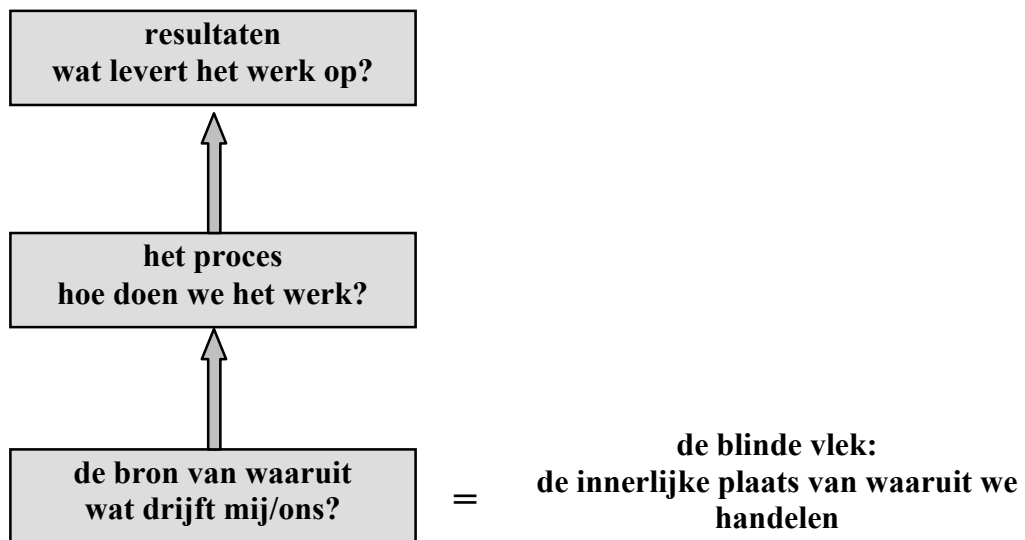 resultaten
wat levert het werk op?
het proces
hoe doen we het werk?
de bron van waaruit
wat drijft mij/ons?
=
de blinde vlek:
de innerlijke plaats van waaruit we
handelen